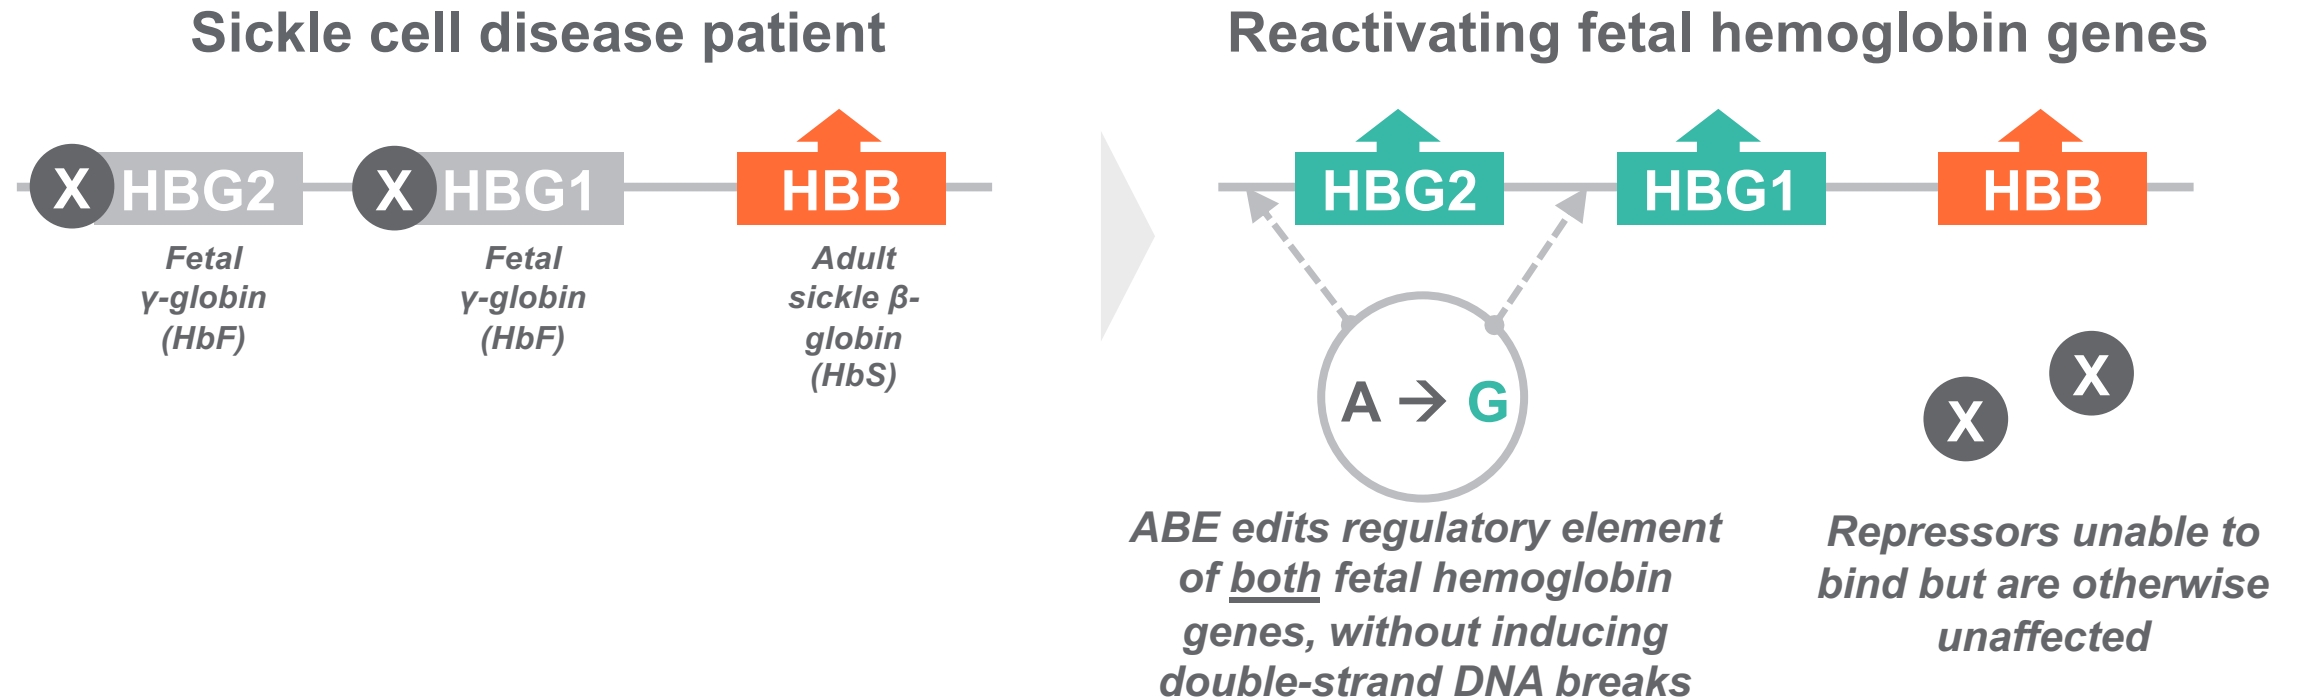 Sickle cell disease patient
X HBG2
X HBG1
HBB
Fetal
γ-globin
(HbF)
Fetal
γ-globin
(HbF)
Adult
sickle β-
globin
(HbS)
Reactivating fetal hemoglobin genes
HBG2
HBG1
HBB
A → G
X
X
ABE edits regulatory element
of both fetal hemoglobin
genes, without inducing
double-strand DNA breaks
Repressors unable to
bind but are otherwise
unaffected